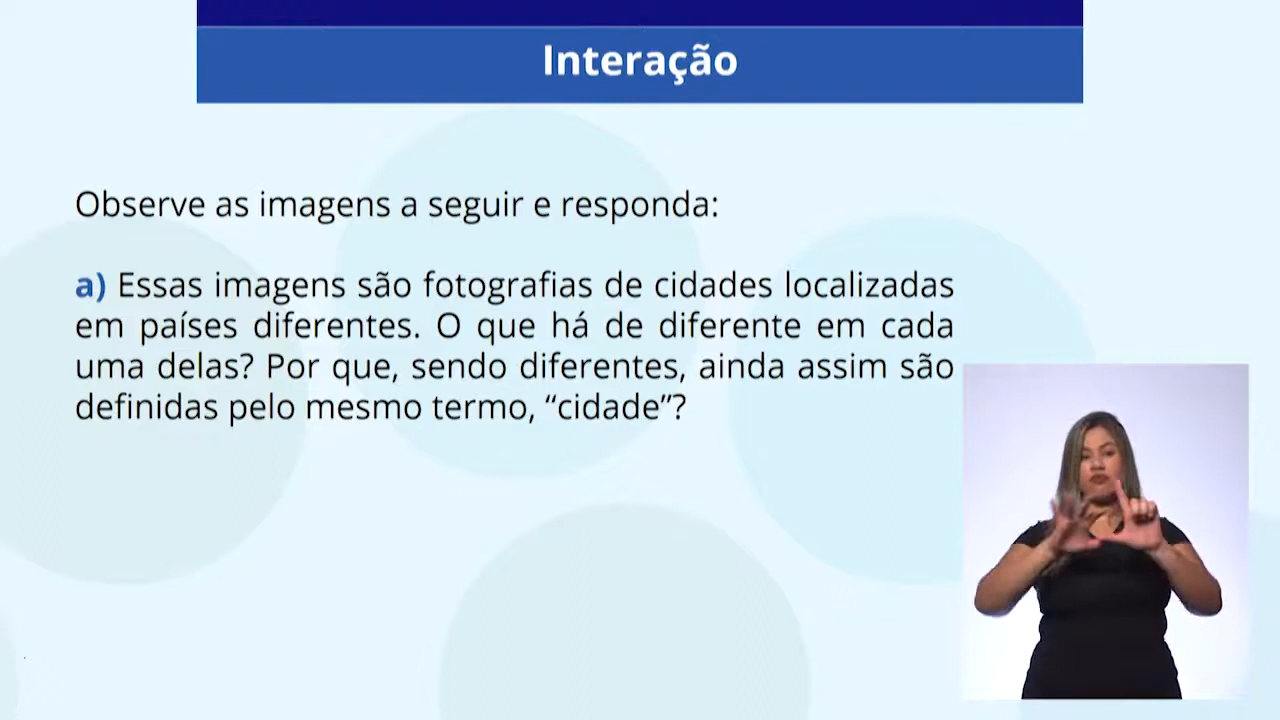 Interação
Observe as imagens a seguir e responda:
a) Essas imagens são fotografias de cidades localizadas
em países diferentes. O que há de diferente em cada
uma delas? Por que, sendo diferentes, ainda assim são
definidas pelo mesmo termo, “cidade”?